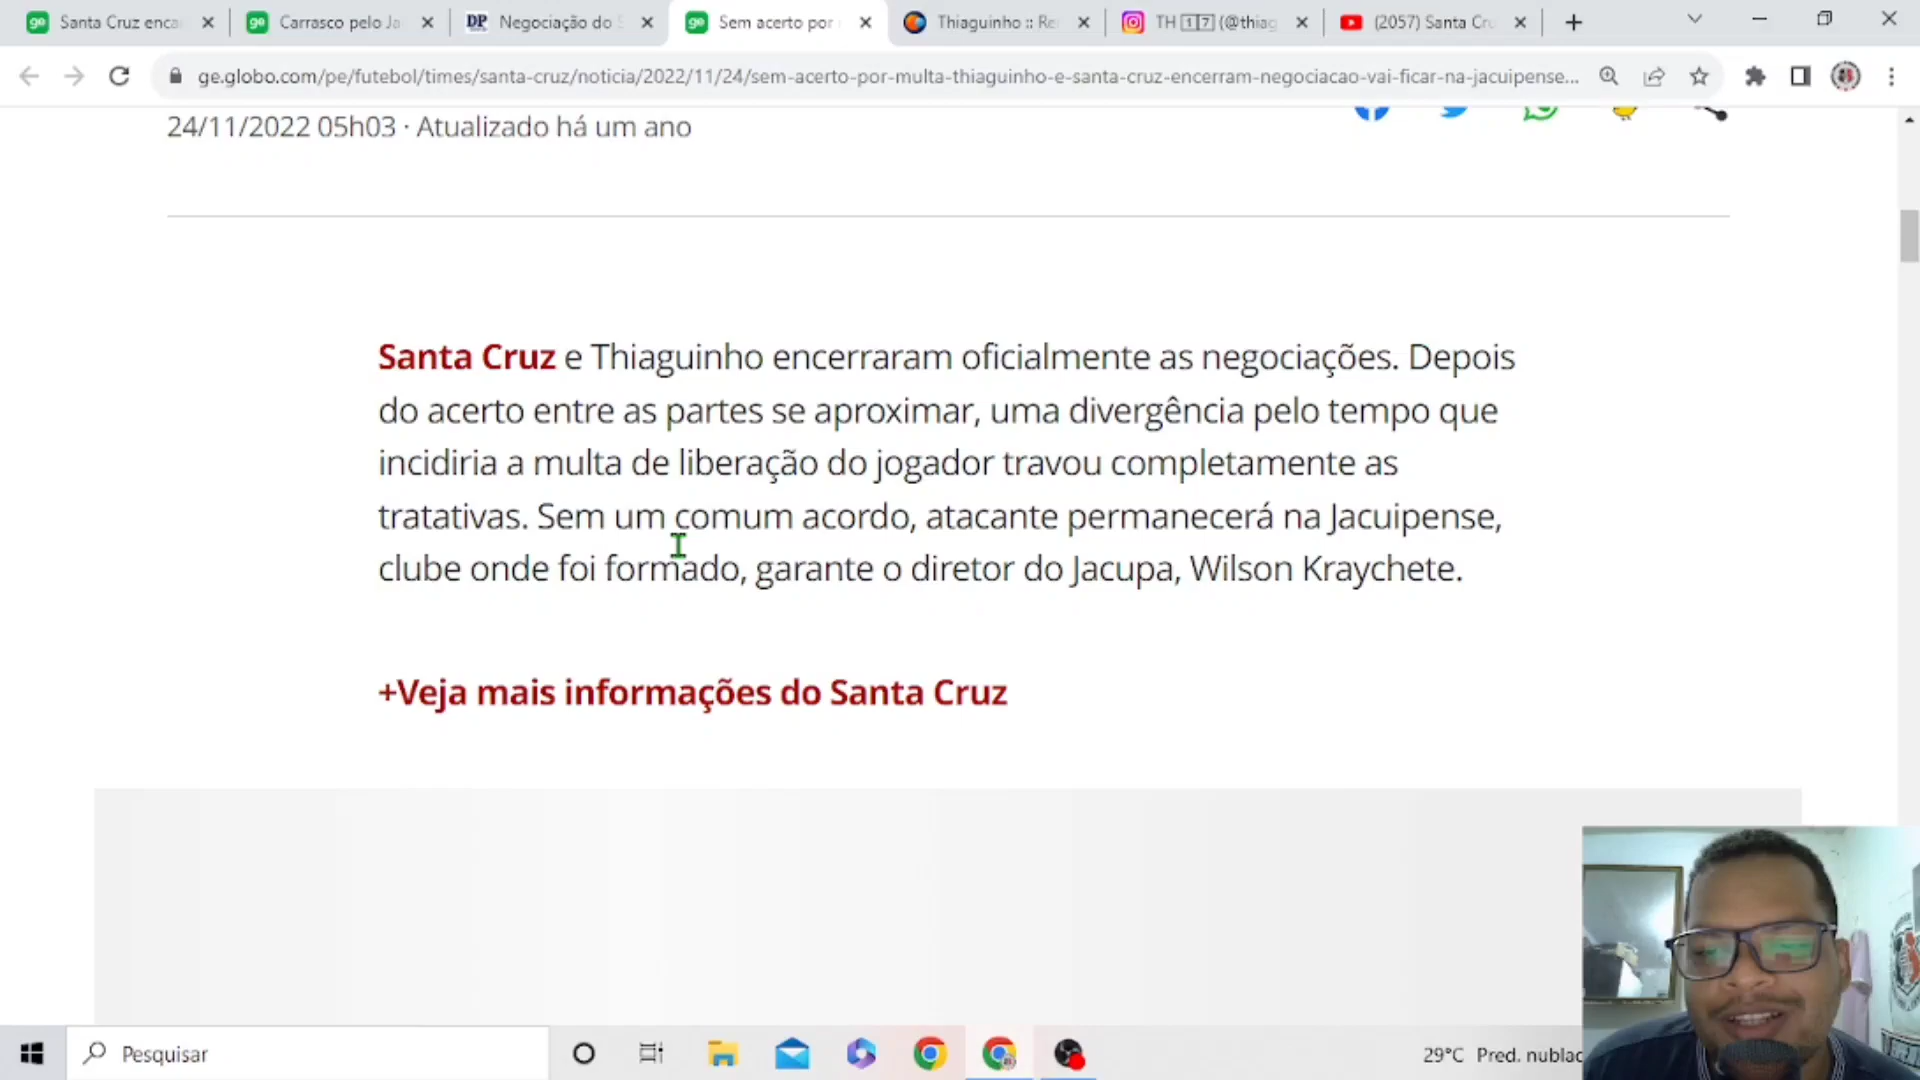 Santa Cruz enca
Carrasco pelo Ja
DP Negociação do S
ge Sem acerto por
Thiaguinho :: Re
TH 1 7 (@thiag
(2057) Santa Cru
ge.globo.com/pe/futebol/times/santa-cruz/noticia/2022/11/24/sem-acerto-por-multa-thiaguinho-e-santa-cruz-encerram-negociacao-vai-ficar-na-jacuipense...
24/11/2022 05h03 · Atualizado há um ano
Santa Cruz e Thiaguinho encerraram oficialmente as negociações. Depois
do acerto entre as partes se aproximar, uma divergência pelo tempo que
incidiria a multa de liberação do jogador travou completamente as
tratativas. Sem um comum acordo, atacante permanecerá na Jacuipense,
clube onde foi formado, garante o diretor do Jacupa, Wilson Kraychete.
+Veja mais informações do Santa Cruz
Pesquisar
29°C Pred. nublac